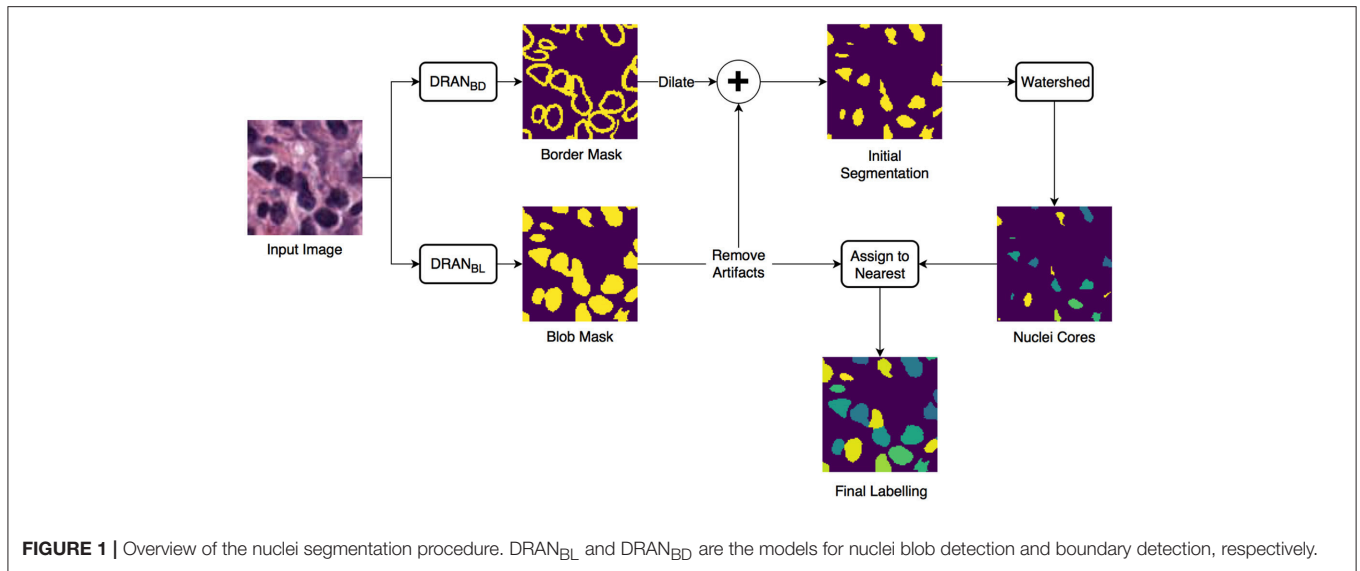 DRAN_BD
Border Mask
Dilate
+
Initial
Segmentation
Watershed
Input Image
DRAN_BL
Blob Mask
Remove
Artifacts
Assign to
Nearest
Nuclei Cores
Final Labelling
FIGURE 1 | Overview of the nuclei segmentation procedure. DRAN_BL and DRAN_BD are the models for nuclei blob detection and boundary detection, respectively.